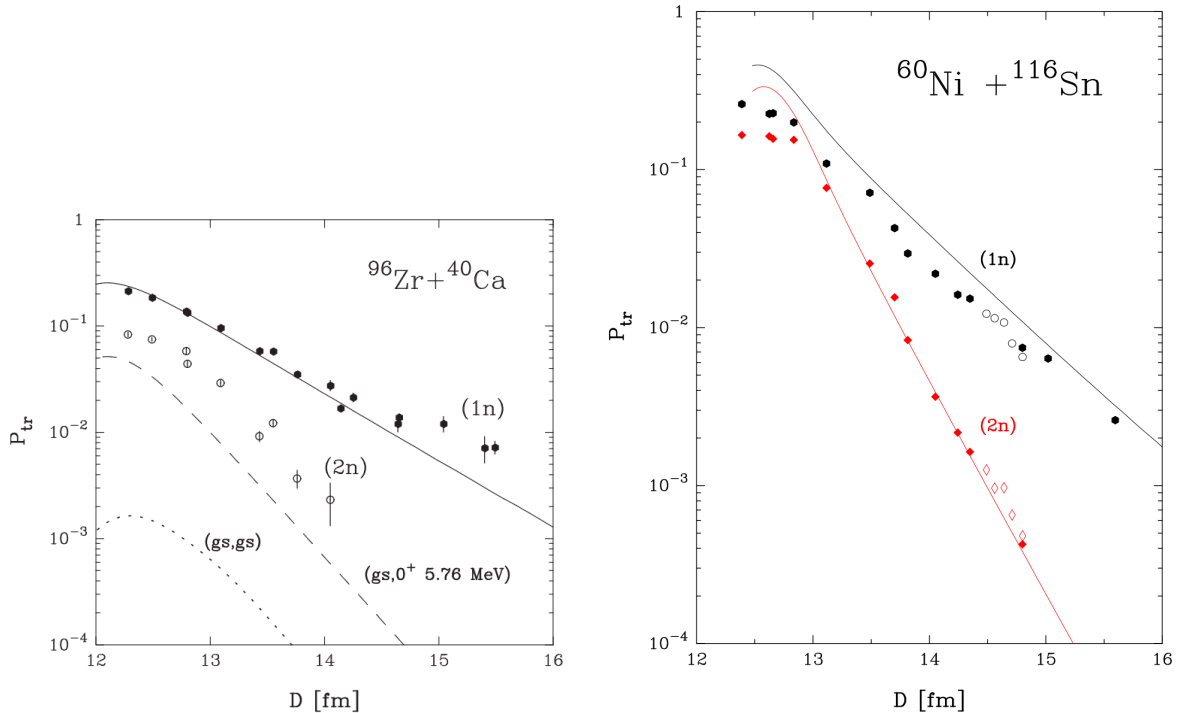 ⁹⁶Zr+⁴⁰Ca
P_tr
1
10⁻¹
10⁻²
10⁻³
10⁻⁴
(1n)
(2n)
(gs,gs)
(gs,0⁺ 5.76 MeV)
12 13 14 15 16
D [fm]
⁶⁰Ni +¹¹⁶Sn
P_tr
1
10⁻¹
10⁻²
10⁻³
10⁻⁴
(1n)
(2n)
12 13 14 15 16
D [fm]